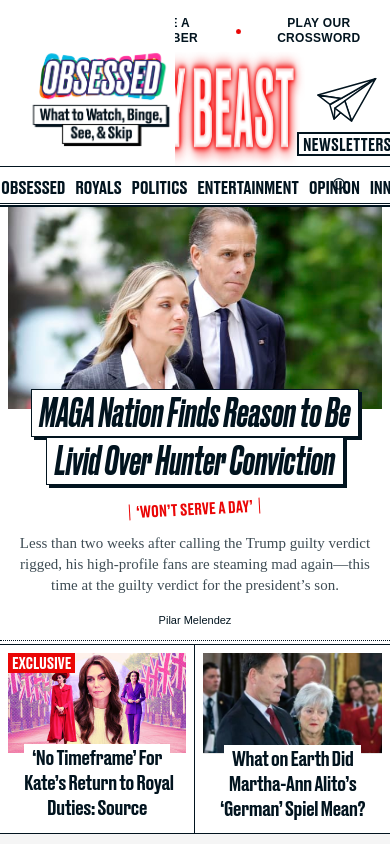 E A
BER
PLAY OUR
CROSSWORD
OBSESSED
What to Watch, Binge,
See, & Skip
Y BEAST
NEWSLETTERS
OBSESSED ROYALS POLITICS ENTERTAINMENT OPINION INN
MAGA Nation Finds Reason to Be
Livid Over Hunter Conviction
‘WON’T SERVE A DAY’
Less than two weeks after calling the Trump guilty verdict
rigged, his high-profile fans are steaming mad again—this
time at the guilty verdict for the president’s son.
Pilar Melendez
EXCLUSIVE
‘No Timeframe’ For
Kate’s Return to Royal
Duties: Source
What on Earth Did
Martha-Ann Alito’s
‘German’ Spiel Mean?